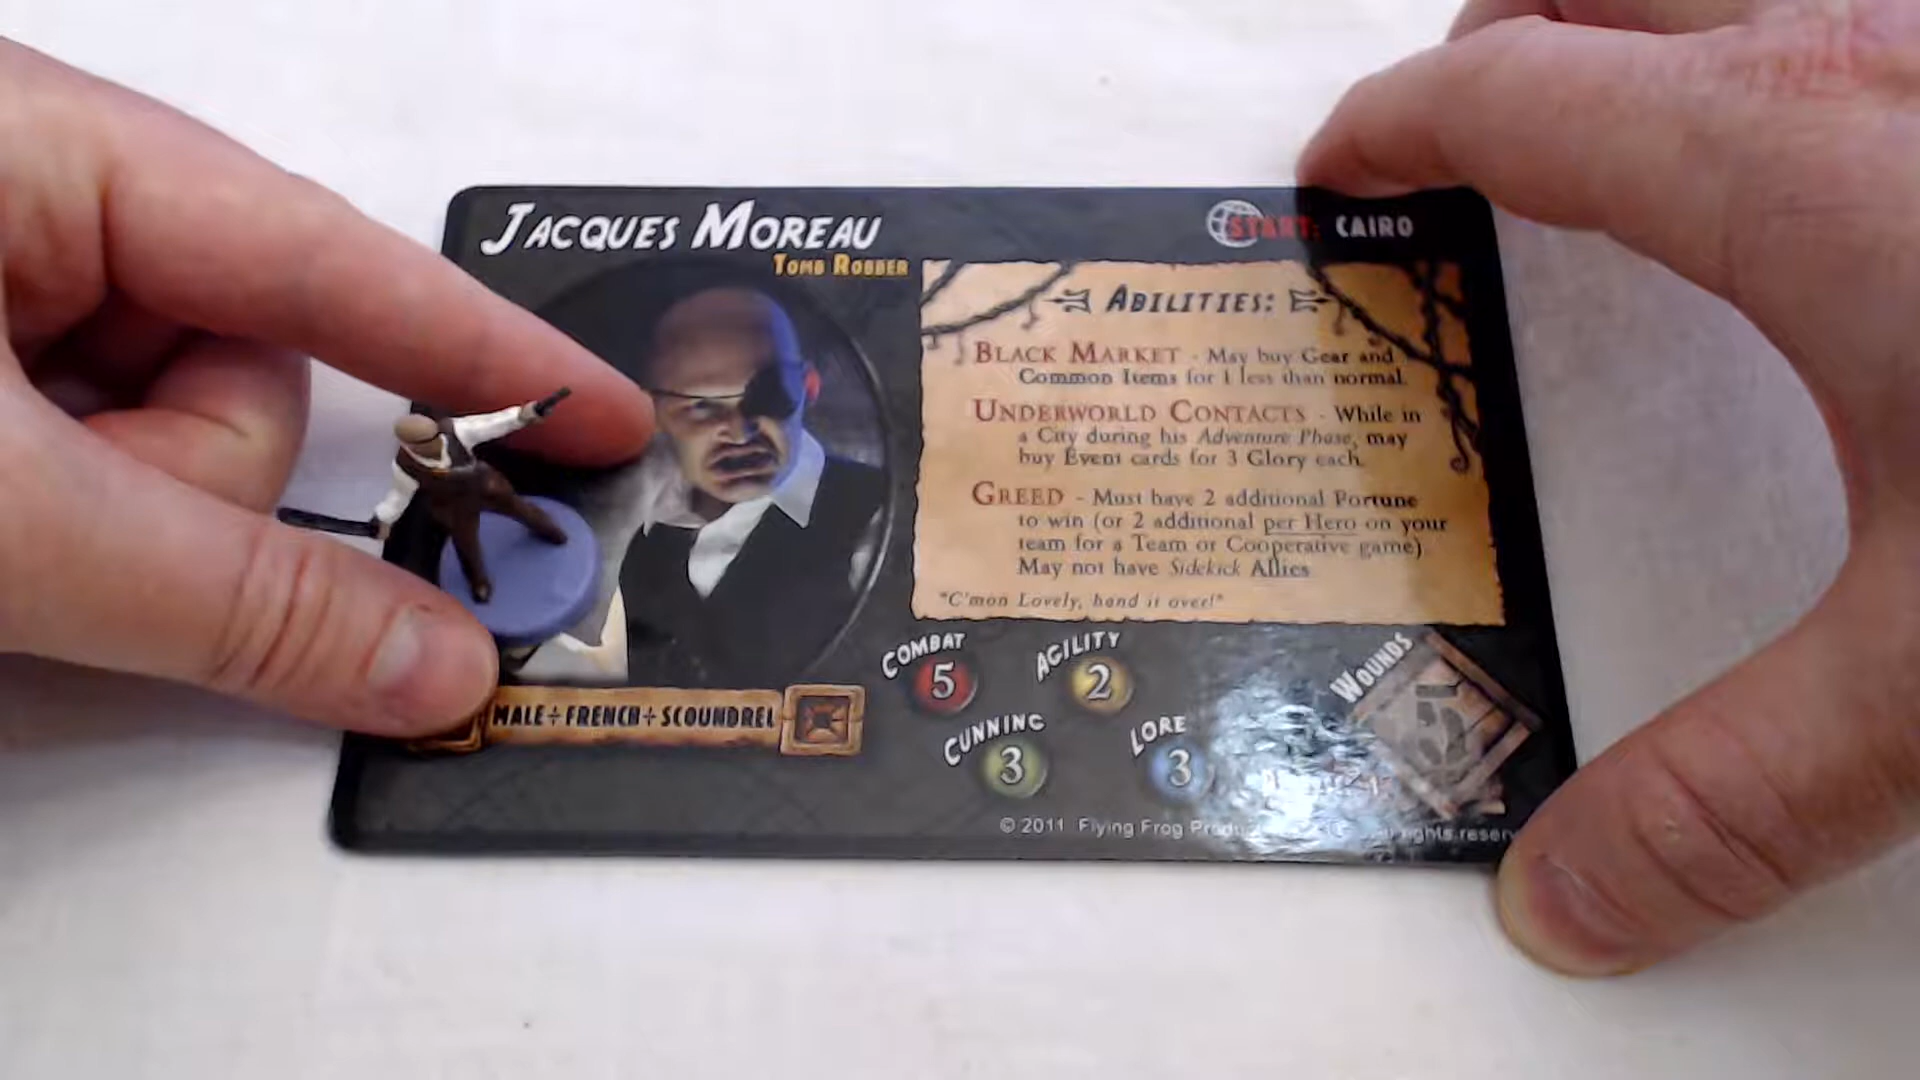 JACQUES MOREAU
TOMB ROBBER
START: CAIRO
ABILITIES:
BLACK MARKET - May buy Gear and
Common Items for 1 less than normal.
UNDERWORLD CONTACTS - While in
a City during his Adventure Phase, may
buy Event cards for 3 Glory each.
GREED - Must have 2 additional Fortune
to win (or 2 additional per Hero on your
team for a Team or Cooperative game).
May not have Sidekick Allies
"C'mon Lovely, hand it over!"
COMBAT
5
AGILITY
2
CUNNING
3
LORE
3
WOUNDS
5
MALE÷FRENCH÷SCOUNDREL
© 2011 Flying Frog